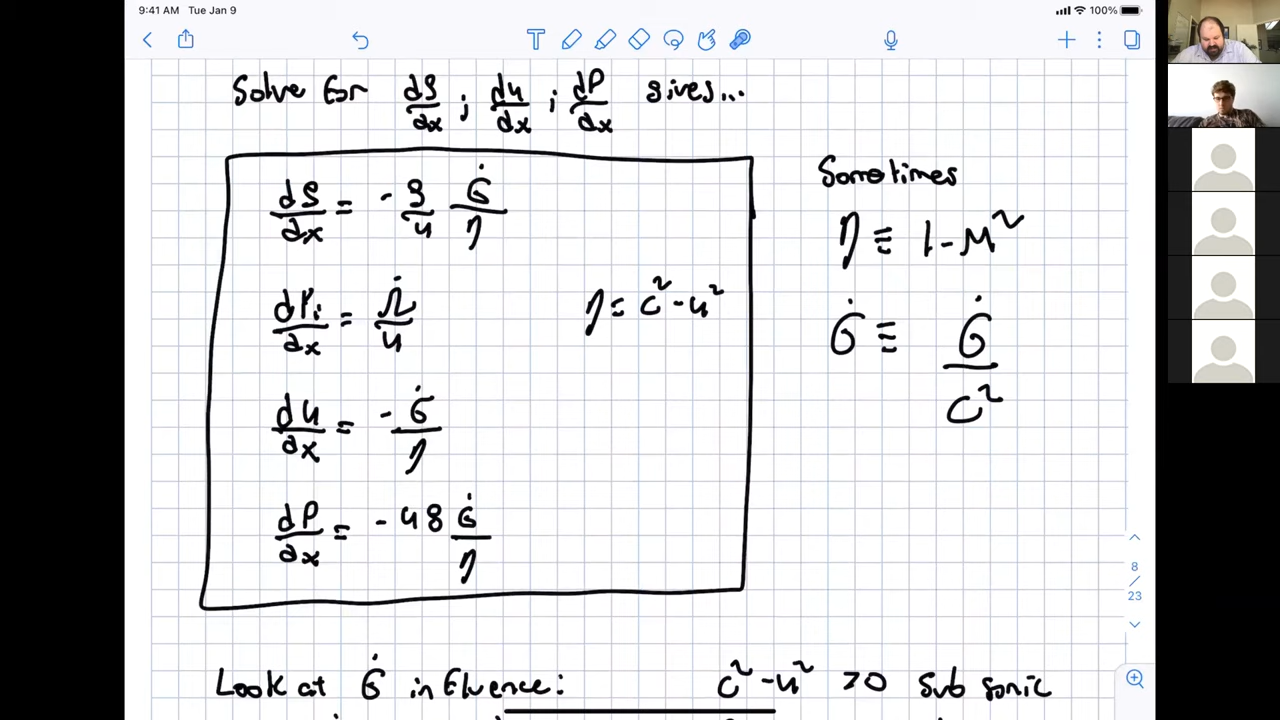 9:41 AM Tue Jan 9
100%
Solve for dρ/dx ; du/dx ; dP/dx gives...
dρ/dx = - ρ/u σ̇/η
dYi/dx = Ω̇/u
η = c² - u²
du/dx = - σ̇/η
dP/dx = - uρ σ̇/η
Sometimes
η ≡ 1 - M²
σ̇ ≡ σ̇/c²
8
/
23
Look at σ̇ influence: c² - u² > 0 sub sonic